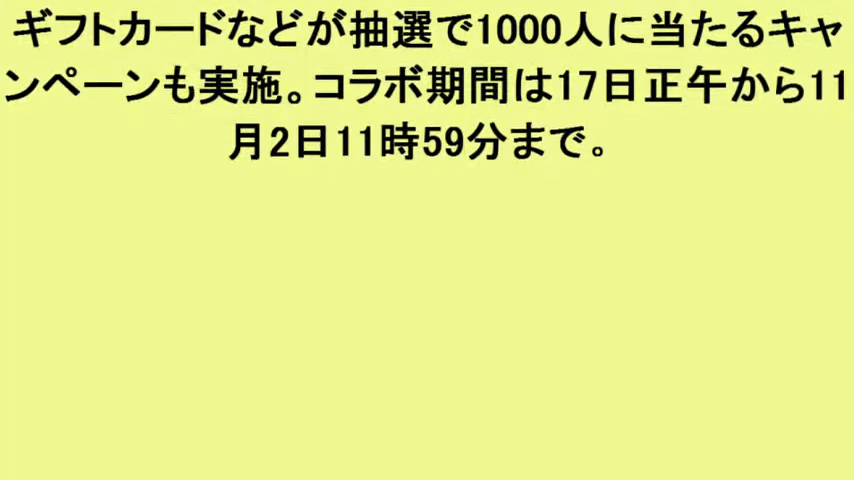 ギフトカードなどが抽選で1000人に当たるキャ
ンペーンも実施。コラボ期間は17日正午から11
月2日11時59分まで。